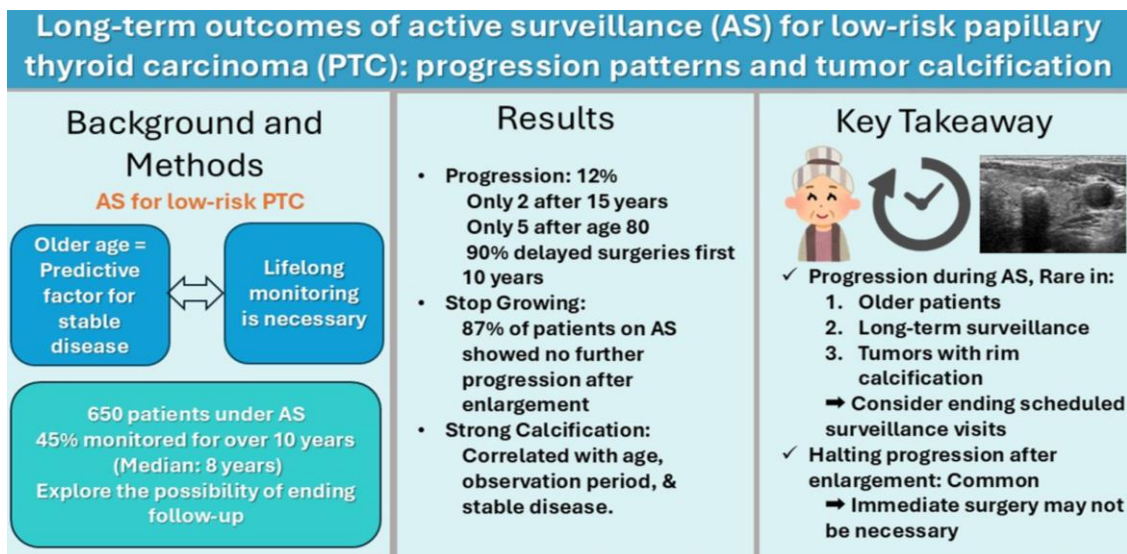 Long-term outcomes of active surveillance (AS) for low-risk papillary
thyroid carcinoma (PTC): progression patterns and tumor calcification
Background and
Methods
AS for low-risk PTC
Older age =
Predictive
factor for
stable
disease
Lifelong
monitoring
is necessary
650 patients under AS
45% monitored for over 10 years
(Median: 8 years)
Explore the possibility of ending
follow-up
Results
• Progression: 12%
Only 2 after 15 years
Only 5 after age 80
90% delayed surgeries first
10 years
• Stop Growing:
87% of patients on AS
showed no further
progression after
enlargement
• Strong Calcification:
Correlated with age,
observation period, &
stable disease.
Key Takeaway
✓ Progression during AS, Rare in:
1. Older patients
2. Long-term surveillance
3. Tumors with rim
calcification
➡ Consider ending scheduled
surveillance visits
✓ Halting progression after
enlargement: Common
➡ Immediate surgery may not
be necessary